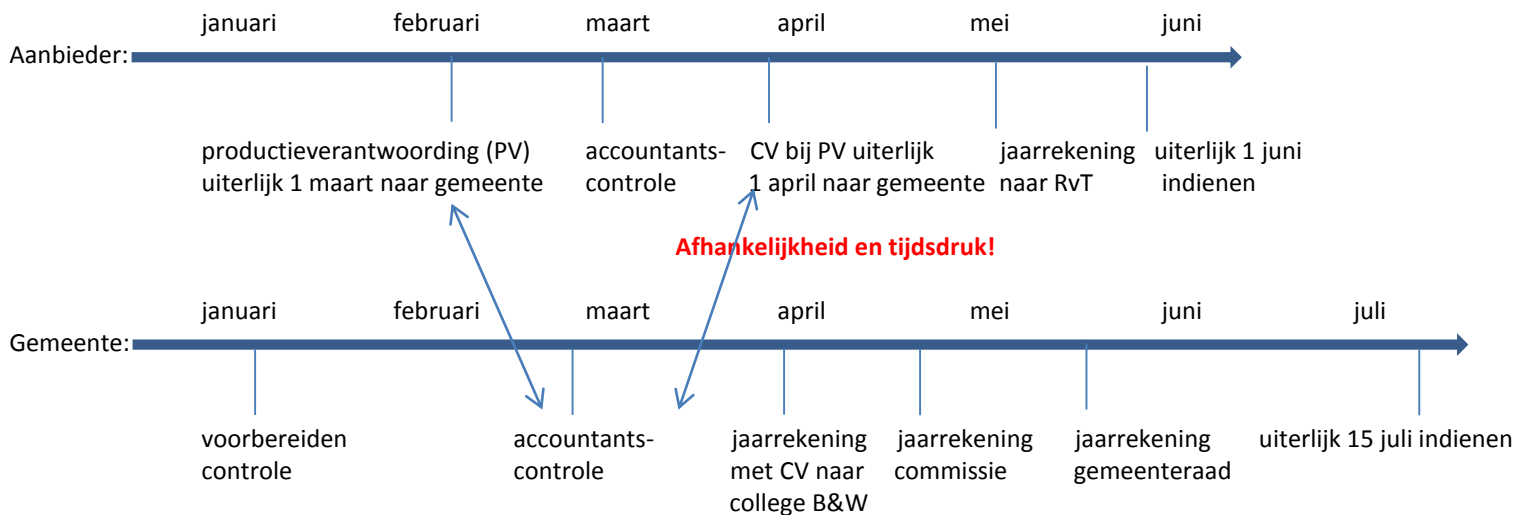 januari februari maart april mei juni
Aanbieder:
productieverantwoording (PV)
uiterlijk 1 maart naar gemeente
accountants-
controle
CV bij PV uiterlijk
1 april naar gemeente
jaarrekening
naar RvT
uiterlijk 1 juni
indienen
Afhankelijkheid en tijdsdruk!
januari februari maart april mei juni juli
Gemeente:
voorbereiden
controle
accountants-
controle
jaarrekening
met CV naar
college B&W
jaarrekening
commissie
jaarrekening
gemeenteraad
uiterlijk 15 juli indienen